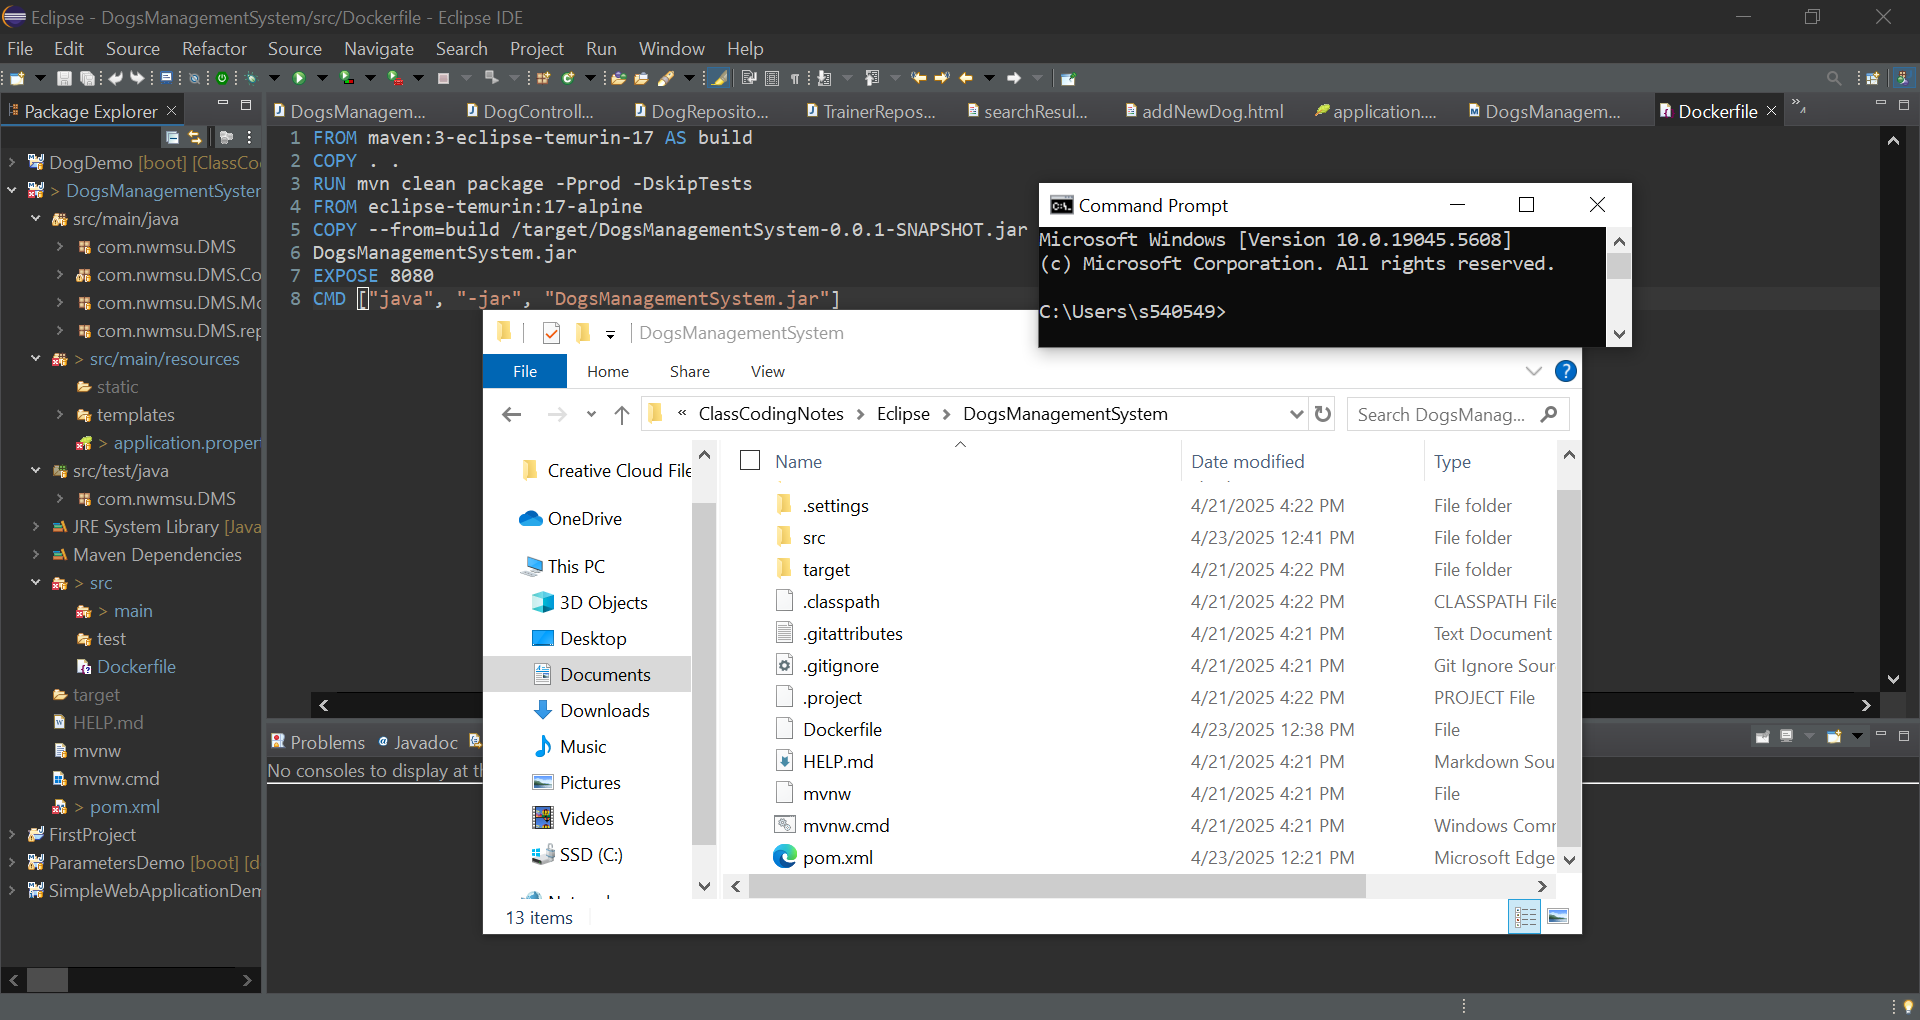 Eclipse - DogsManagementSystem/src/Dockerfile - Eclipse IDE
File Edit Source Refactor Source Navigate Search Project Run Window Help
Package Explorer
DogsManagem... DogControll... DogReposito... TrainerRepos... searchResul... addNewDog.html application.... DogsManagem... Dockerfile
DogDemo [boot] [ClassCo
> DogsManagementSyster
src/main/java
com.nwmsu.DMS
com.nwmsu.DMS.Co
com.nwmsu.DMS.Mo
com.nwmsu.DMS.rep
> src/main/resources
static
templates
> application.proper
src/test/java
com.nwmsu.DMS
JRE System Library [Java
Maven Dependencies
> src
> main
test
Dockerfile
target
HELP.md
mvnw
mvnw.cmd
> pom.xml
FirstProject
ParametersDemo [boot] [d
SimpleWebApplicationDem
1 FROM maven:3-eclipse-temurin-17 AS build
2 COPY . .
3 RUN mvn clean package -Pprod -DskipTests
4 FROM eclipse-temurin:17-alpine
5 COPY --from=build /target/DogsManagementSystem-0.0.1-SNAPSHOT.jar
6 DogsManagementSystem.jar
7 EXPOSE 8080
8 CMD ["java", "-jar", "DogsManagementSystem.jar"]
Command Prompt
Microsoft Windows [Version 10.0.19045.5608]
(c) Microsoft Corporation. All rights reserved.
C:\Users\s540549>
DogsManagementSystem
File Home Share View
« ClassCodingNotes > Eclipse > DogsManagementSystem
Search DogsManag...
Creative Cloud File
OneDrive
This PC
3D Objects
Desktop
Documents
Downloads
Music
Pictures
Videos
SSD (C:)
Name Date modified Type
.settings 4/21/2025 4:22 PM File folder
src 4/23/2025 12:41 PM File folder
target 4/21/2025 4:22 PM File folder
.classpath 4/21/2025 4:22 PM CLASSPATH File
.gitattributes 4/21/2025 4:21 PM Text Document
.gitignore 4/21/2025 4:21 PM Git Ignore Sour
.project 4/21/2025 4:22 PM PROJECT File
Dockerfile 4/23/2025 12:38 PM File
HELP.md 4/21/2025 4:21 PM Markdown Sou
mvnw 4/21/2025 4:21 PM File
mvnw.cmd 4/21/2025 4:21 PM Windows Comm
pom.xml 4/23/2025 12:21 PM Microsoft Edge
13 items
Problems @ Javadoc
No consoles to display at th